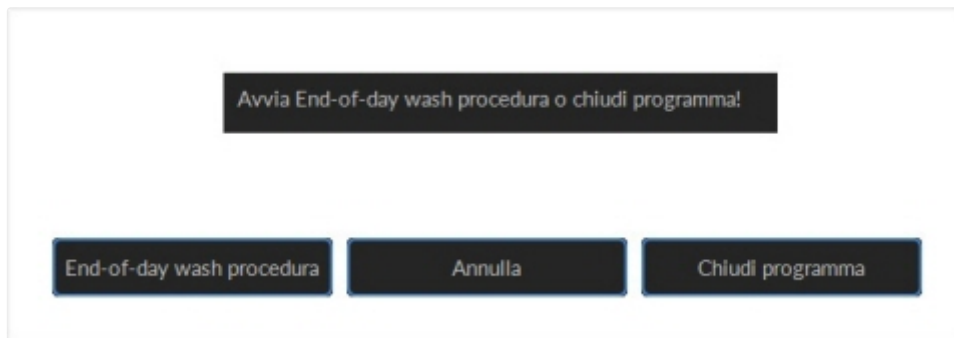 Avvia End-of-day wash procedura o chiudi programma!
End-of-day wash procedura
Annulla
Chiudi programma